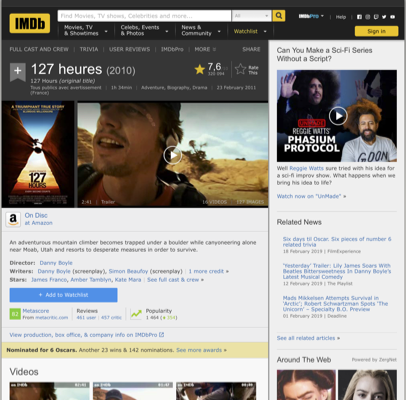 IMDb
Find Movies, TV shows, Celebrities and more...
All
IMDbPro
Help
Movies, TV
& Showtimes
Celebs, Events
& Photos
News &
Community
Watchlist
Sign in
FULL CAST AND CREW | TRIVIA | USER REVIEWS | IMDbPro | MORE
SHARE
127 heures (2010)
127 Hours (original title)
Tous publics avec avertissement | 1h 34min | Adventure, Biography, Drama | 23 February 2011
(France)
7,6
Rate
This
A TRIUMPHANT TRUE STORY
127
HOURS
2:41 | Trailer
16 VIDEOS
137 IMAGES
On Disc
at Amazon
An adventurous mountain climber becomes trapped under a boulder while canyoneering alone
near Moab, Utah and resorts to desperate measures in order to survive.
Director: Danny Boyle
Writers: Danny Boyle (screenplay), Simon Beaufoy (screenplay) | 1 more credit »
Stars: James Franco, Amber Tamblyn, Kate Mara | See full cast & crew »
+ Add to Watchlist
82
Metascore
From metacritic.com
Reviews
461 user | 457 critic
Popularity
View production, box office, & company info on IMDbPro
Nominated for 6 Oscars. Another 23 wins & 142 nominations. See more awards »
Videos
Can You Make a Sci-Fi Series
Without a Script?
REGGIE WATTS'
PHASIUM
PROTOCOL
Well Reggie Watts sure tried with his idea
for a sci-fi improv show. What happens when we
bring his idea to life?
Watch now on "UnMade" »
Related News
Six days til Oscar. Six pieces of number 6
related trivia
18 February 2019 | FilmExperience
'Yesterday' Trailer: Lily James Soars With
Beatles Bittersweetness In Danny Boyle's
Latest Musical Comedy
12 February 2019 | The Playlist
Mads Mikkelsen Attempts Survival in
'Arctic'; Robert Schwartzman Spots 'The
Unicorn' – Specialty B.O. Preview
01 February 2019 | Deadline
See all related articles »
Around The Web
Powered by ZergNet